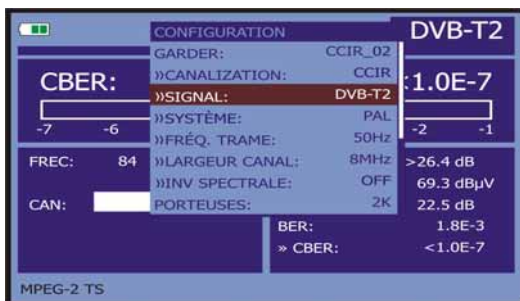 CONFIGURATION
DVB-T2
GARDER: CCIR_02
»CANALIZATION: CCIR
CBER: :1.0E-7
»SIGNAL: DVB-T2
»SYSTÈME: PAL
-7 -6 -2 -1
»FRÉQ. TRAME: 50Hz
FREC: 84 »LARGEUR CANAL: 8MHz >26.4 dB
»INV SPECTRALE: OFF 69.3 dBµV
CAN: PORTEUSES: 2K 22.5 dB
BER: 1.8E-3
» CBER: <1.0E-7
MPEG-2 TS